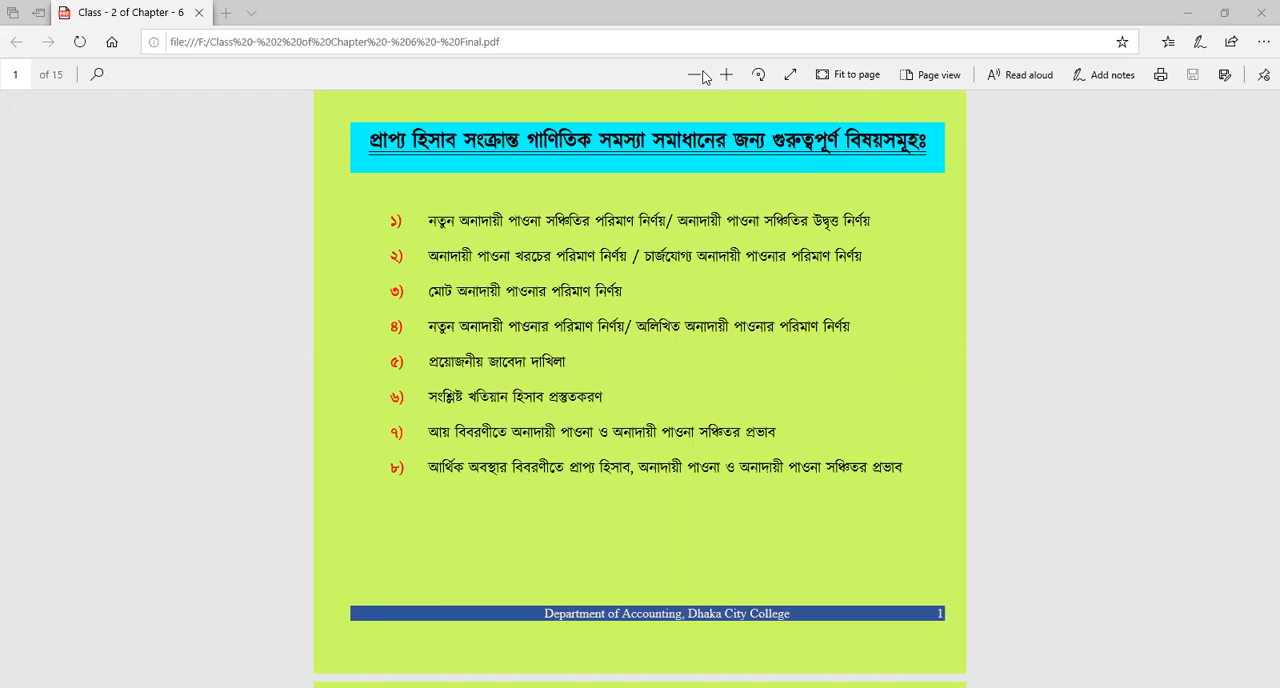 Class - 2 of Chapter - 6
file:///F:/Class%20-%202%20of%20Chapter%20-%206%20-%20Final.pdf
1 of 15 Fit to page Page view Read aloud Add notes
প্রাপ্য হিসাব সংক্রান্ত গাণিতিক সমস্যা সমাধানের জন্য গুরুত্বপূর্ণ বিষয়সমূহঃ
১) নতুন অনাদায়ী পাওনা সঞ্চিতির পরিমাণ নির্ণয়/ অনাদায়ী পাওনা সঞ্চিতির উদ্বৃত্ত নির্ণয়
২) অনাদায়ী পাওনা খরচের পরিমাণ নির্ণয় / চার্জযোগ্য অনাদায়ী পাওনার পরিমাণ নির্ণয়
৩) মোট অনাদায়ী পাওনার পরিমাণ নির্ণয়
৪) নতুন অনাদায়ী পাওনার পরিমাণ নির্ণয়/ অলিখিত অনাদায়ী পাওনার পরিমাণ নির্ণয়
৫) প্রয়োজনীয় জাবেদা দাখিলা
৬) সংশ্লিষ্ট খতিয়ান হিসাব প্রস্তুতকরণ
৭) আয় বিবরণীতে অনাদায়ী পাওনা ও অনাদায়ী পাওনা সঞ্চিতর প্রভাব
৮) আর্থিক অবস্থার বিবরণীতে প্রাপ্য হিসাব, অনাদায়ী পাওনা ও অনাদায়ী পাওনা সঞ্চিতর প্রভাব
Department of Accounting, Dhaka City College 1